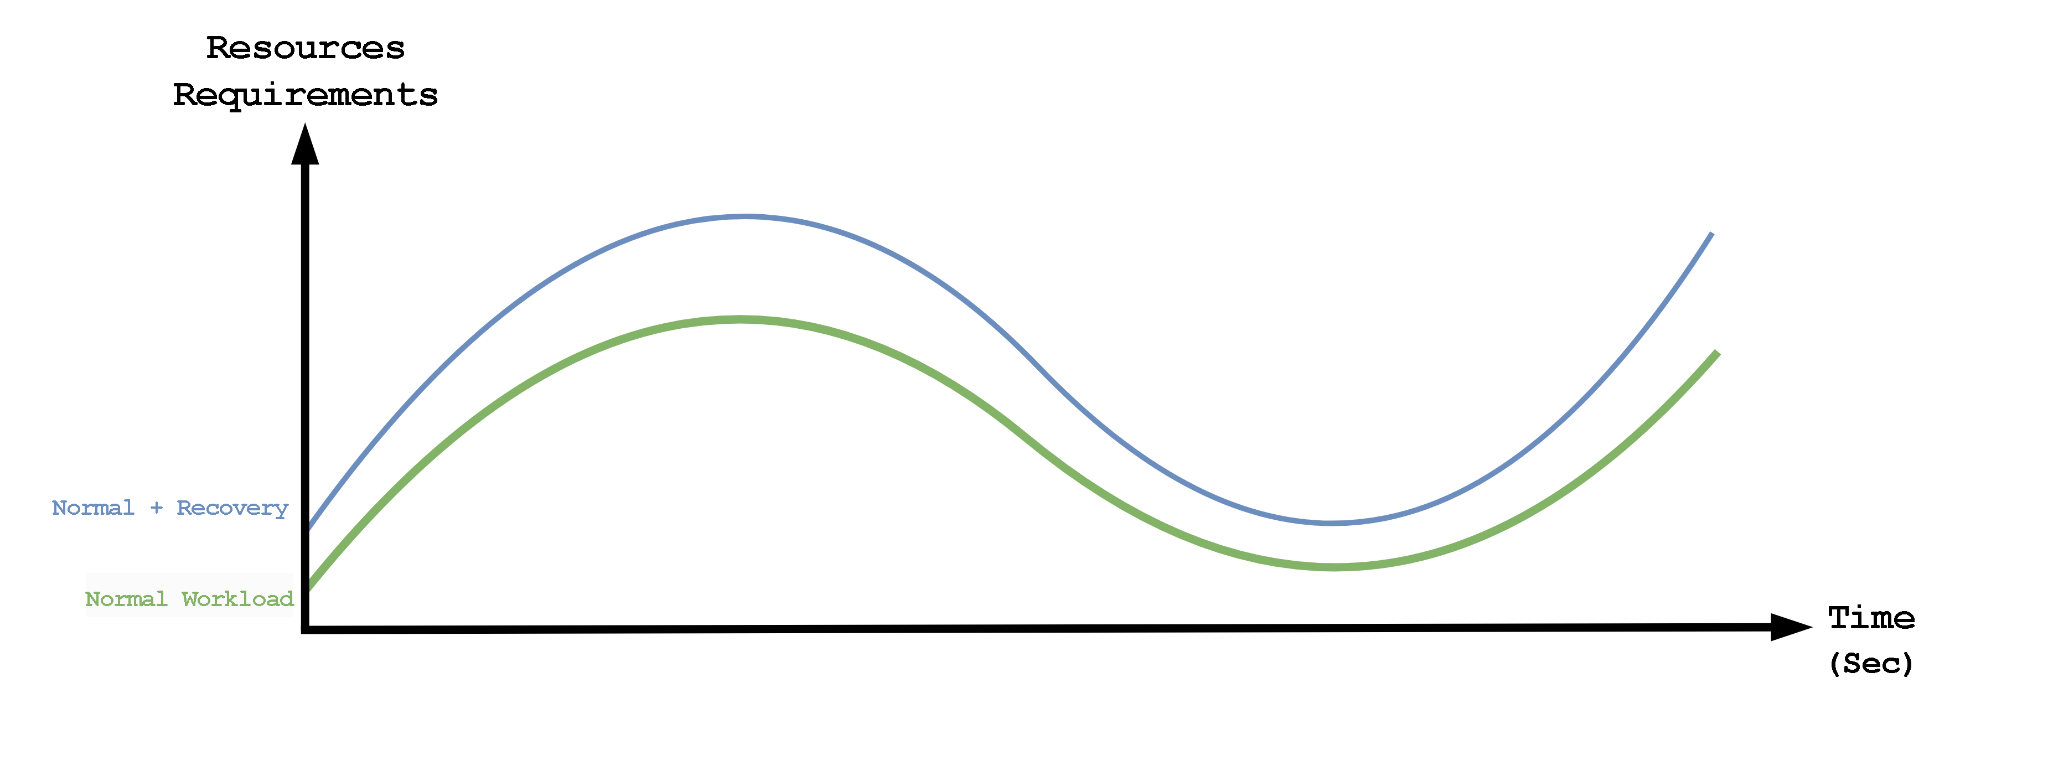 Resources
Requirements
Normal + Recovery
Normal Workload
Time
(Sec)